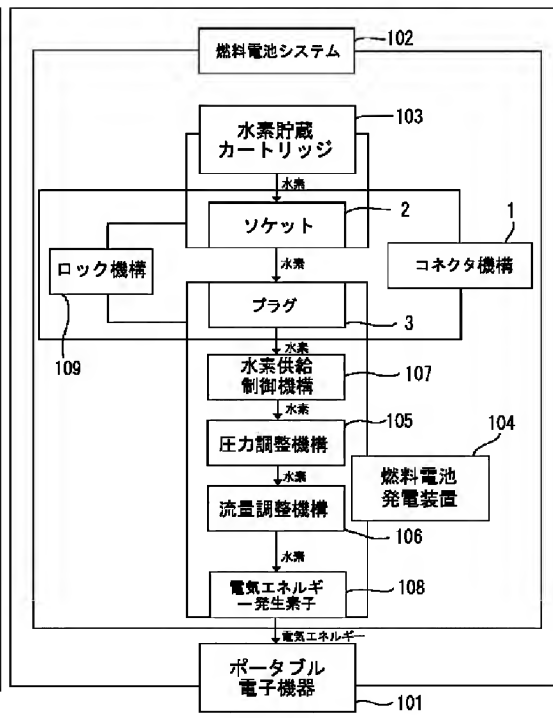 燃料電池システム
102
103
水素貯蔵
カートリッジ
水素
2
ソケット
1
水素
ロック機構
コネクタ機構
プラグ
109
3
水素
水素供給
制御機構
107
水素
105
圧力調整機構
104
水素
燃料電池
発電装置
流量調整機構
106
水素
電気エネルギ
ー発生素子
108
電気エネルギー
ポータブル
電子機器
101